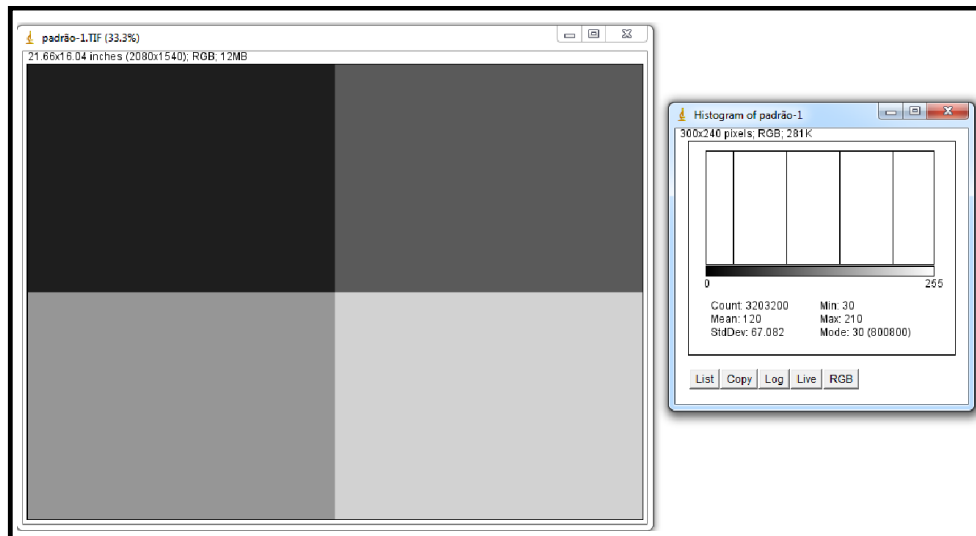 padrão-1.TIF (33.3%)
21.66x16.04 inches (2080x1540); RGB; 12MB
Histogram of padrão-1
300x240 pixels; RGB; 281K
0 255
Count: 3203200 Min: 30
Mean: 120 Max: 210
StdDev: 67.082 Mode: 30 (800800)
List Copy Log Live RGB